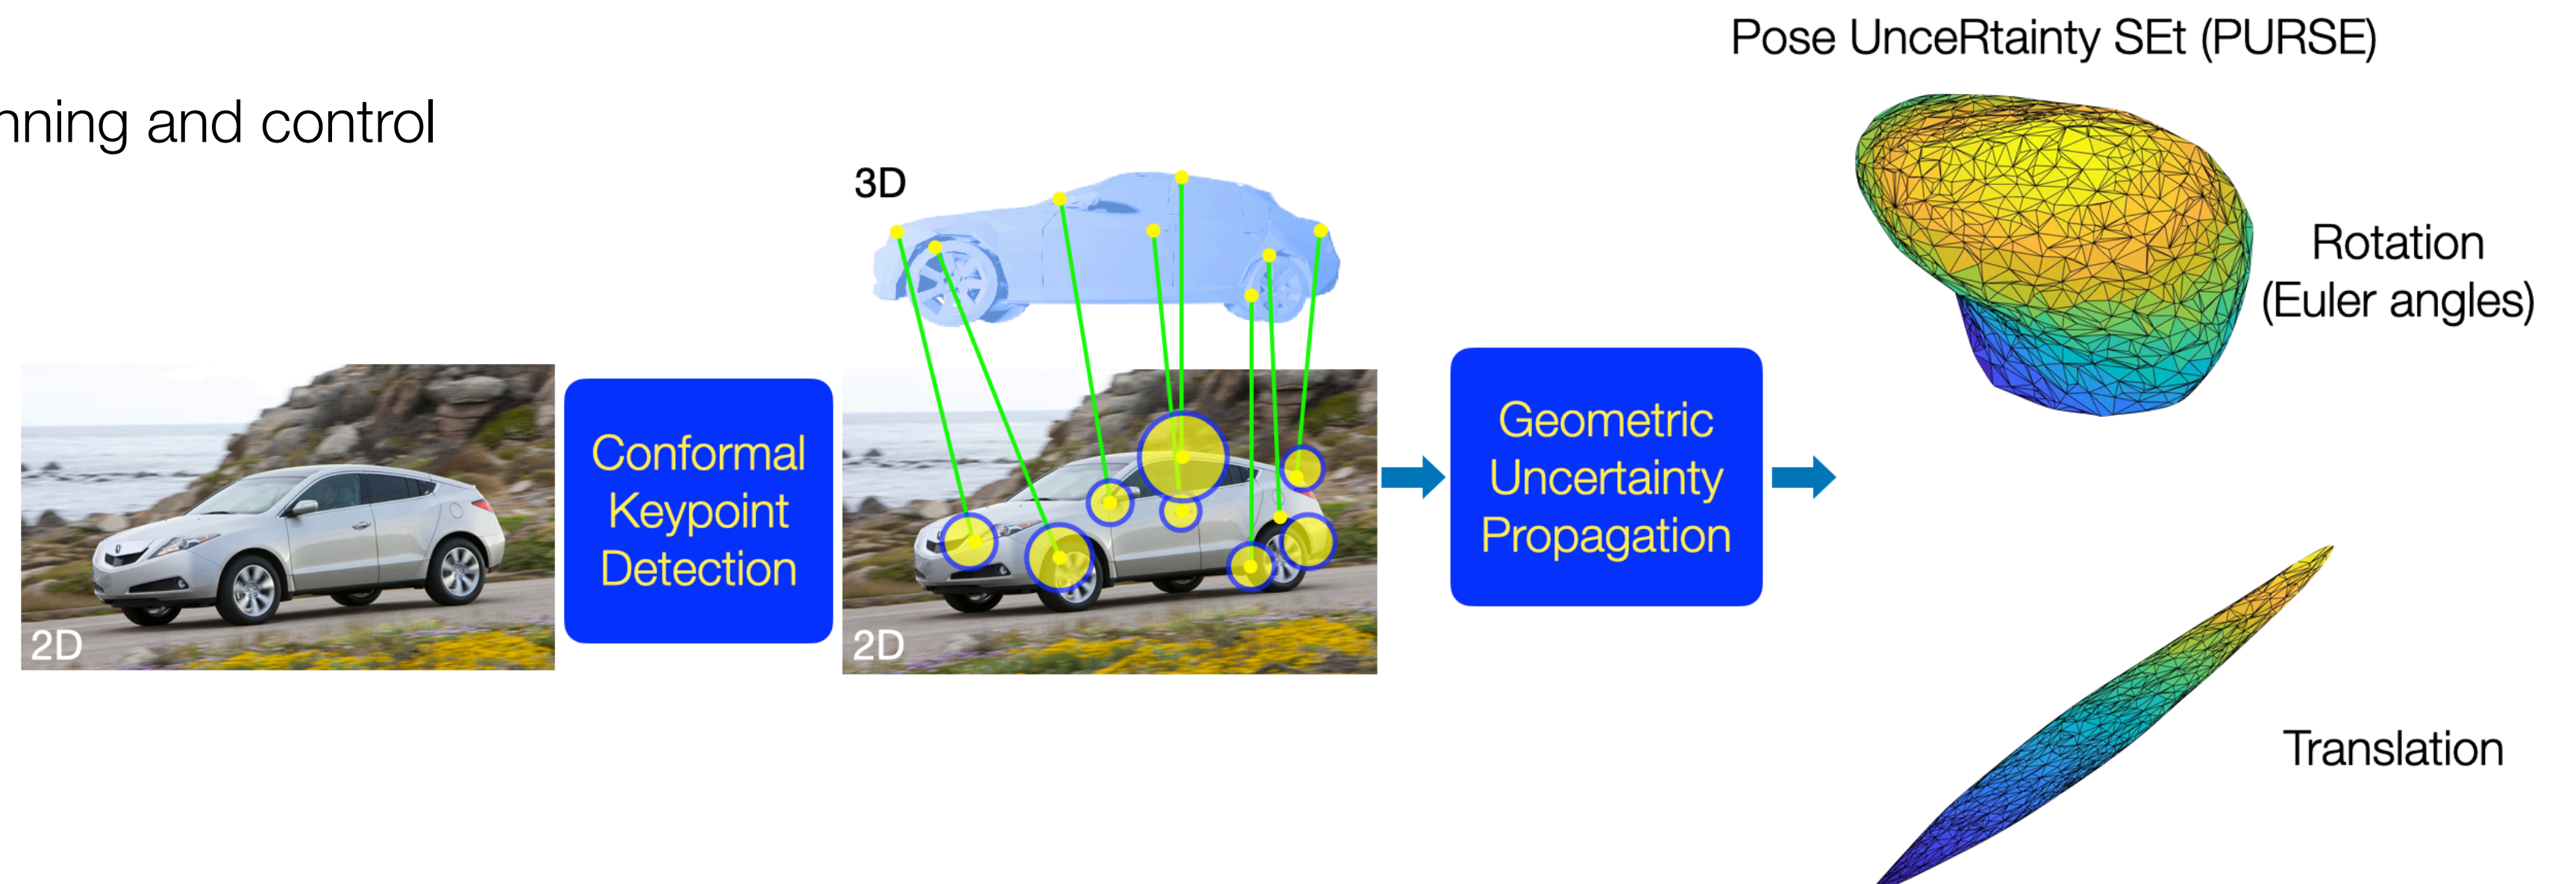 Pose UnceRtainty SEt (PURSE)
and control
3D
Rotation
(Euler angles)
Conformal
Keypoint
Detection
Geometric
Uncertainty
Propagation
2D
2D
Translation